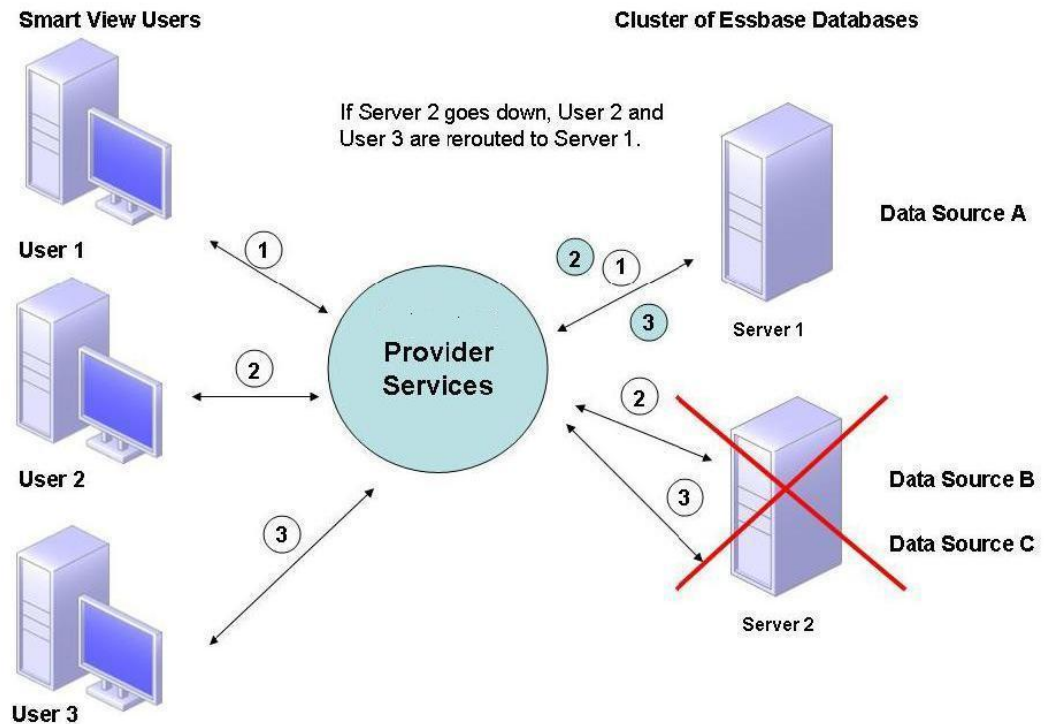 Smart View Users
Cluster of Essbase Databases
If Server 2 goes down, User 2 and
User 3 are rerouted to Server 1.
User 1
1
2
1
3
Data Source A
Server 1
Provider
Services
2
User 2
2
3
Data Source B
Data Source C
Server 2
3
User 3